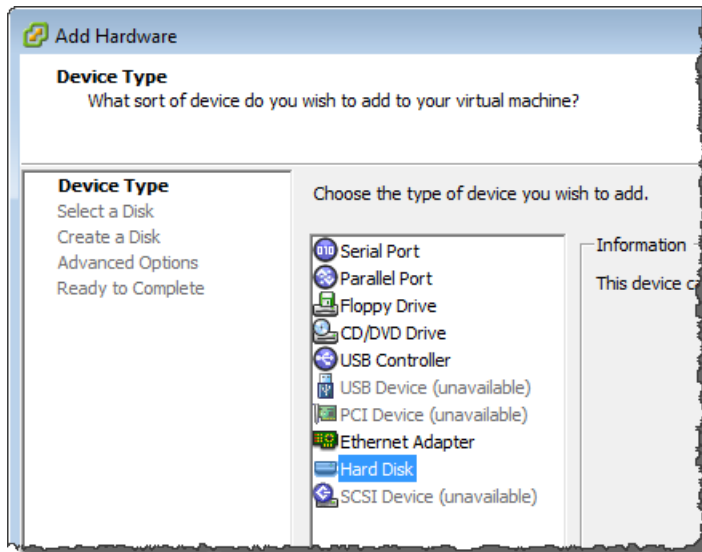 Add Hardware
Device Type
What sort of device do you wish to add to your virtual machine?
Device Type
Select a Disk
Create a Disk
Advanced Options
Ready to Complete
Choose the type of device you wish to add.
Serial Port
Parallel Port
Floppy Drive
CD/DVD Drive
USB Controller
USB Device (unavailable)
PCI Device (unavailable)
Ethernet Adapter
Hard Disk
SCSI Device (unavailable)
Information
This device